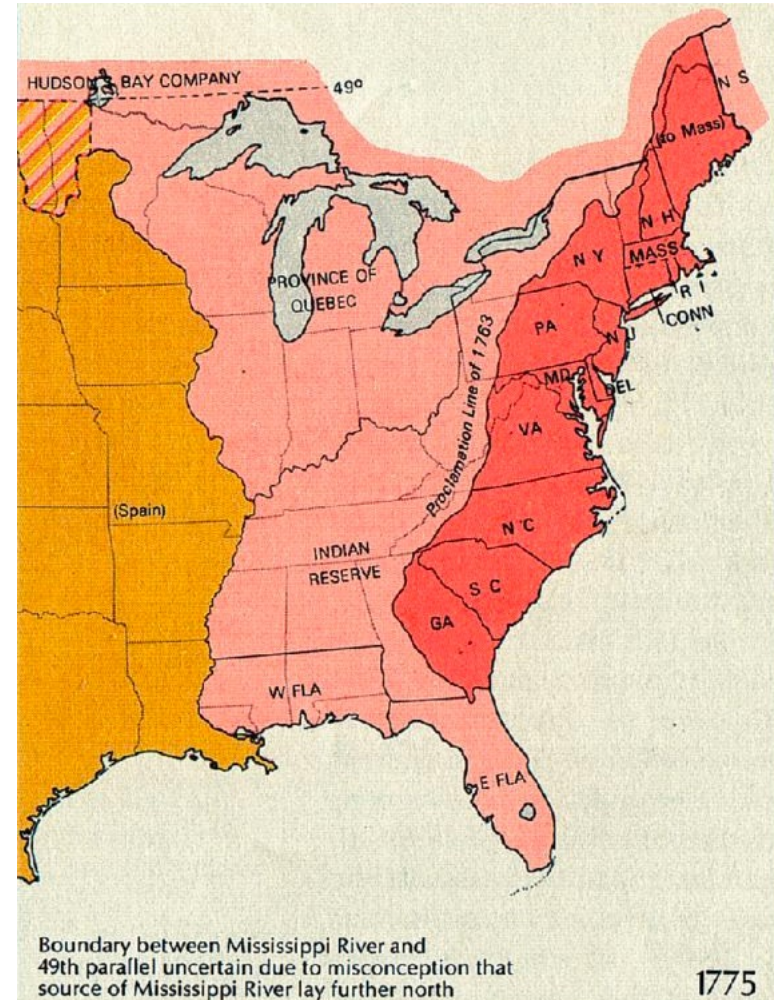 HUDSON'S BAY COMPANY
49°
N S
(to Mass)
N H
N Y
MASS
R I
CONN
PROVINCE OF
QUEBEC
PA
N J
Proclamation Line of 1763
MD
DEL
VA
(Spain)
N C
INDIAN
RESERVE
S C
GA
W FLA
E FLA
Boundary between Mississippi River and
49th parallel uncertain due to misconception that
source of Mississippi River lay further north
1775